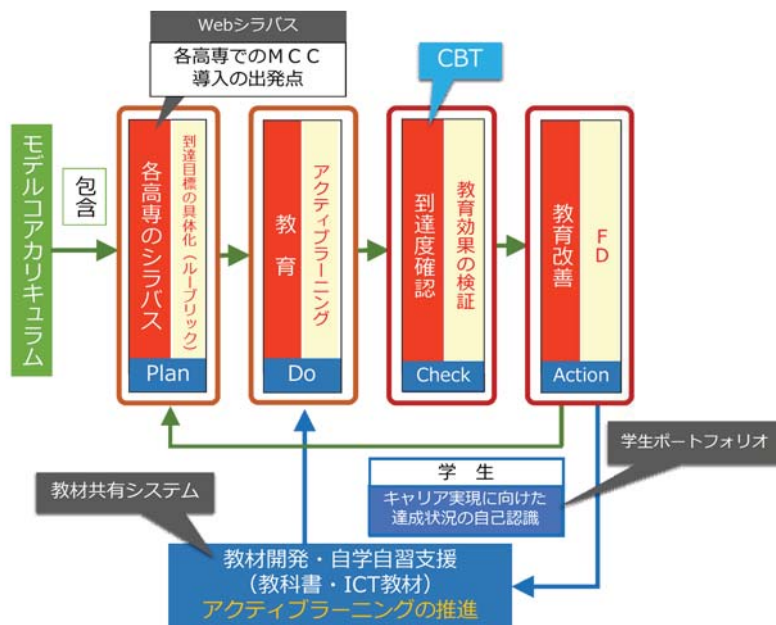 Webシラバス
各高専でのＭＣＣ
導入の出発点
CBT
モデルコアカリキュラム
包含
各高専のシラバス
到達目標の具体化（ルーブリック）
Plan
教育
アクティブラーニング
Do
到達度確認
教育効果の検証
Check
教育改善
ＦＤ
Action
学生ポートフォリオ
学　生
キャリア実現に向けた
達成状況の自己認識
教材共有システム
教材開発・自学自習支援
（教科書・ICT教材）
アクティブラーニングの推進